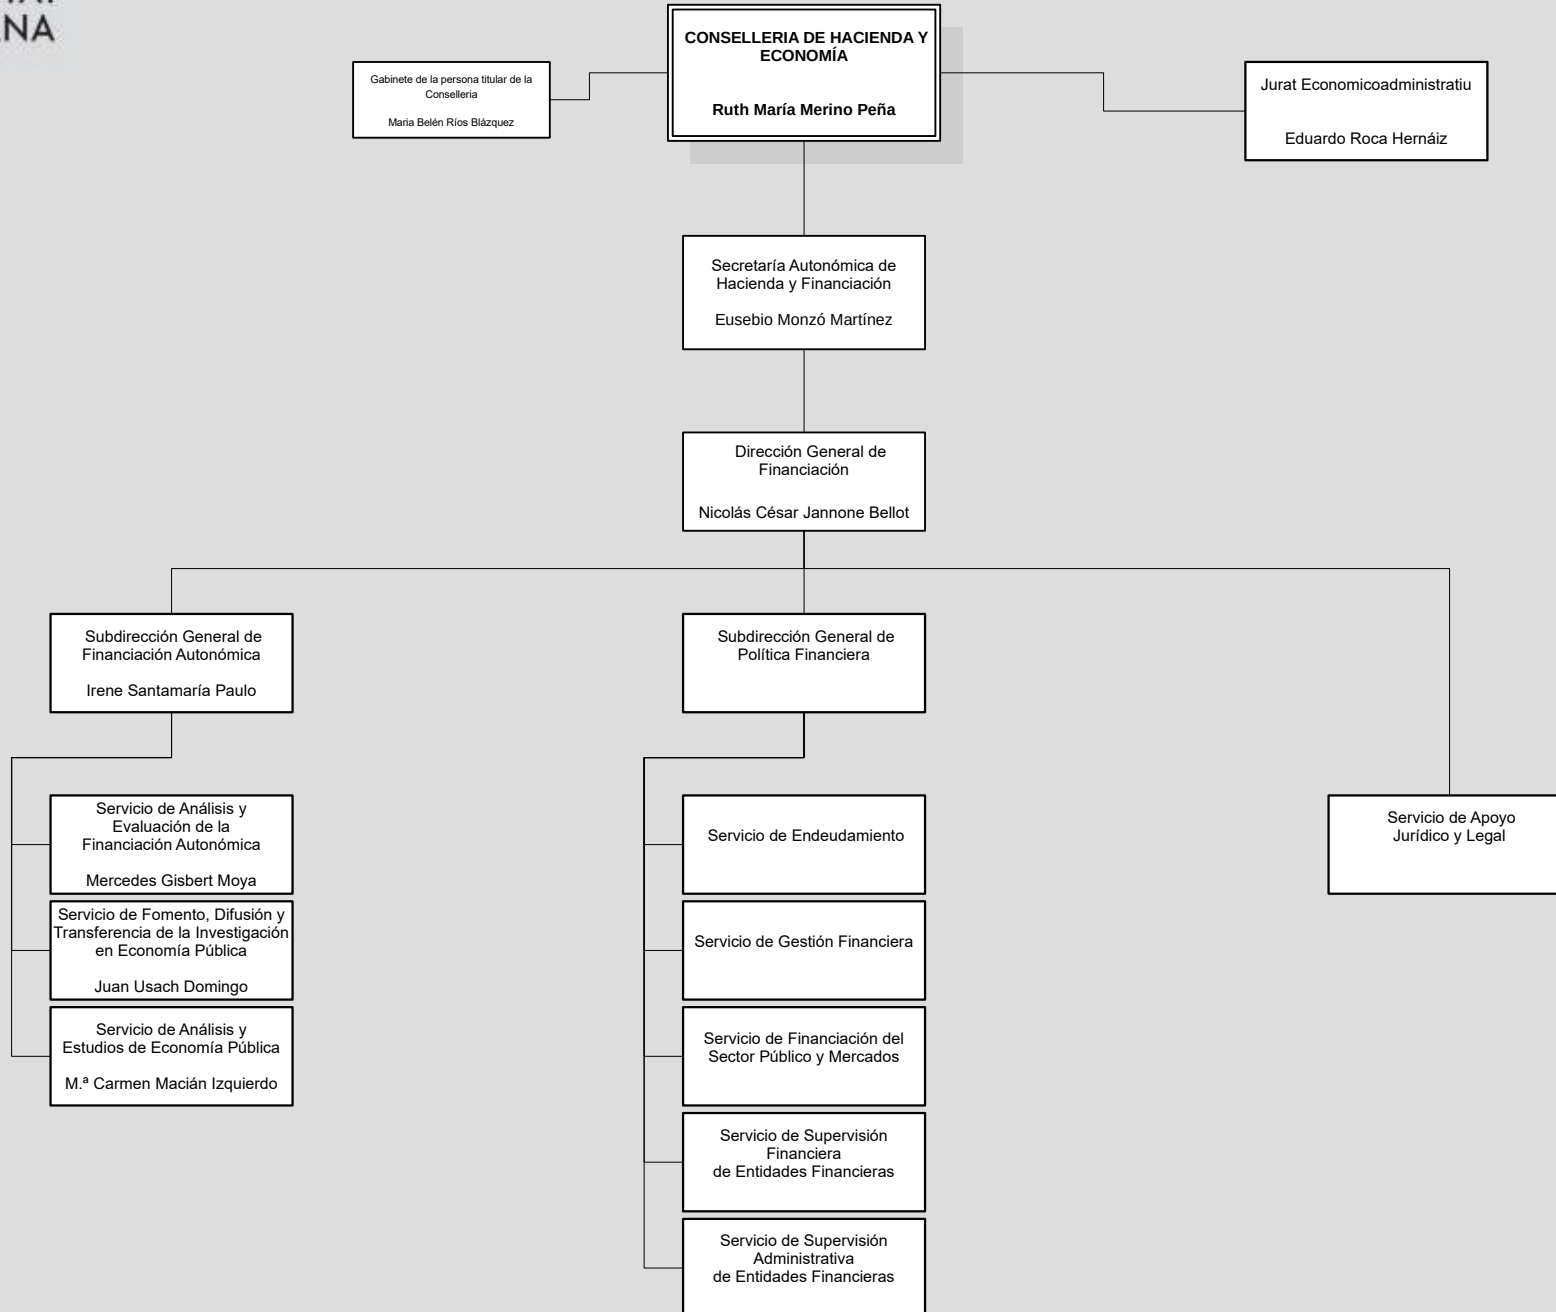 ANA
CONSELLERIA DE HACIENDA Y
ECONOMÍA
Ruth María Merino Peña
Gabinete de la persona titular de la
Conselleria
Maria Belén Ríos Blázquez
Jurat Economicoadministratiu
Eduardo Roca Hernáiz
Secretaría Autonómica de
Hacienda y Financiación
Eusebio Monzó Martínez
Dirección General de
Financiación
Nicolás César Jannone Bellot
Subdirección General de
Financiación Autonómica
Irene Santamaría Paulo
Subdirección General de
Política Financiera
Servicio de Análisis y
Evaluación de la
Financiación Autonómica
Mercedes Gisbert Moya
Servicio de Fomento, Difusión y
Transferencia de la Investigación
en Economía Pública
Juan Usach Domingo
Servicio de Análisis y
Estudios de Economía Pública
M.ª Carmen Macián Izquierdo
Servicio de Endeudamiento
Servicio de Gestión Financiera
Servicio de Financiación del
Sector Público y Mercados
Servicio de Supervisión
Financiera
de Entidades Financieras
Servicio de Supervisión
Administrativa
de Entidades Financieras
Servicio de Apoyo
Jurídico y Legal